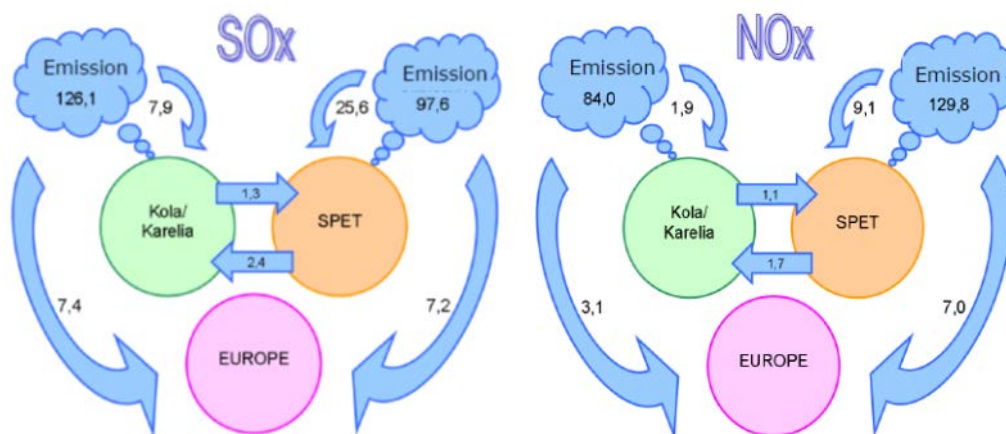 SOx
Emission
126,1
7,9
25,6
Emission
97,6
1,3
Kola/
Karelia
SPET
2,4
7,4
7,2
EUROPE
NOx
Emission
84,0
1,9
9,1
Emission
129,8
1,1
Kola/
Karelia
SPET
1,7
3,1
7,0
EUROPE